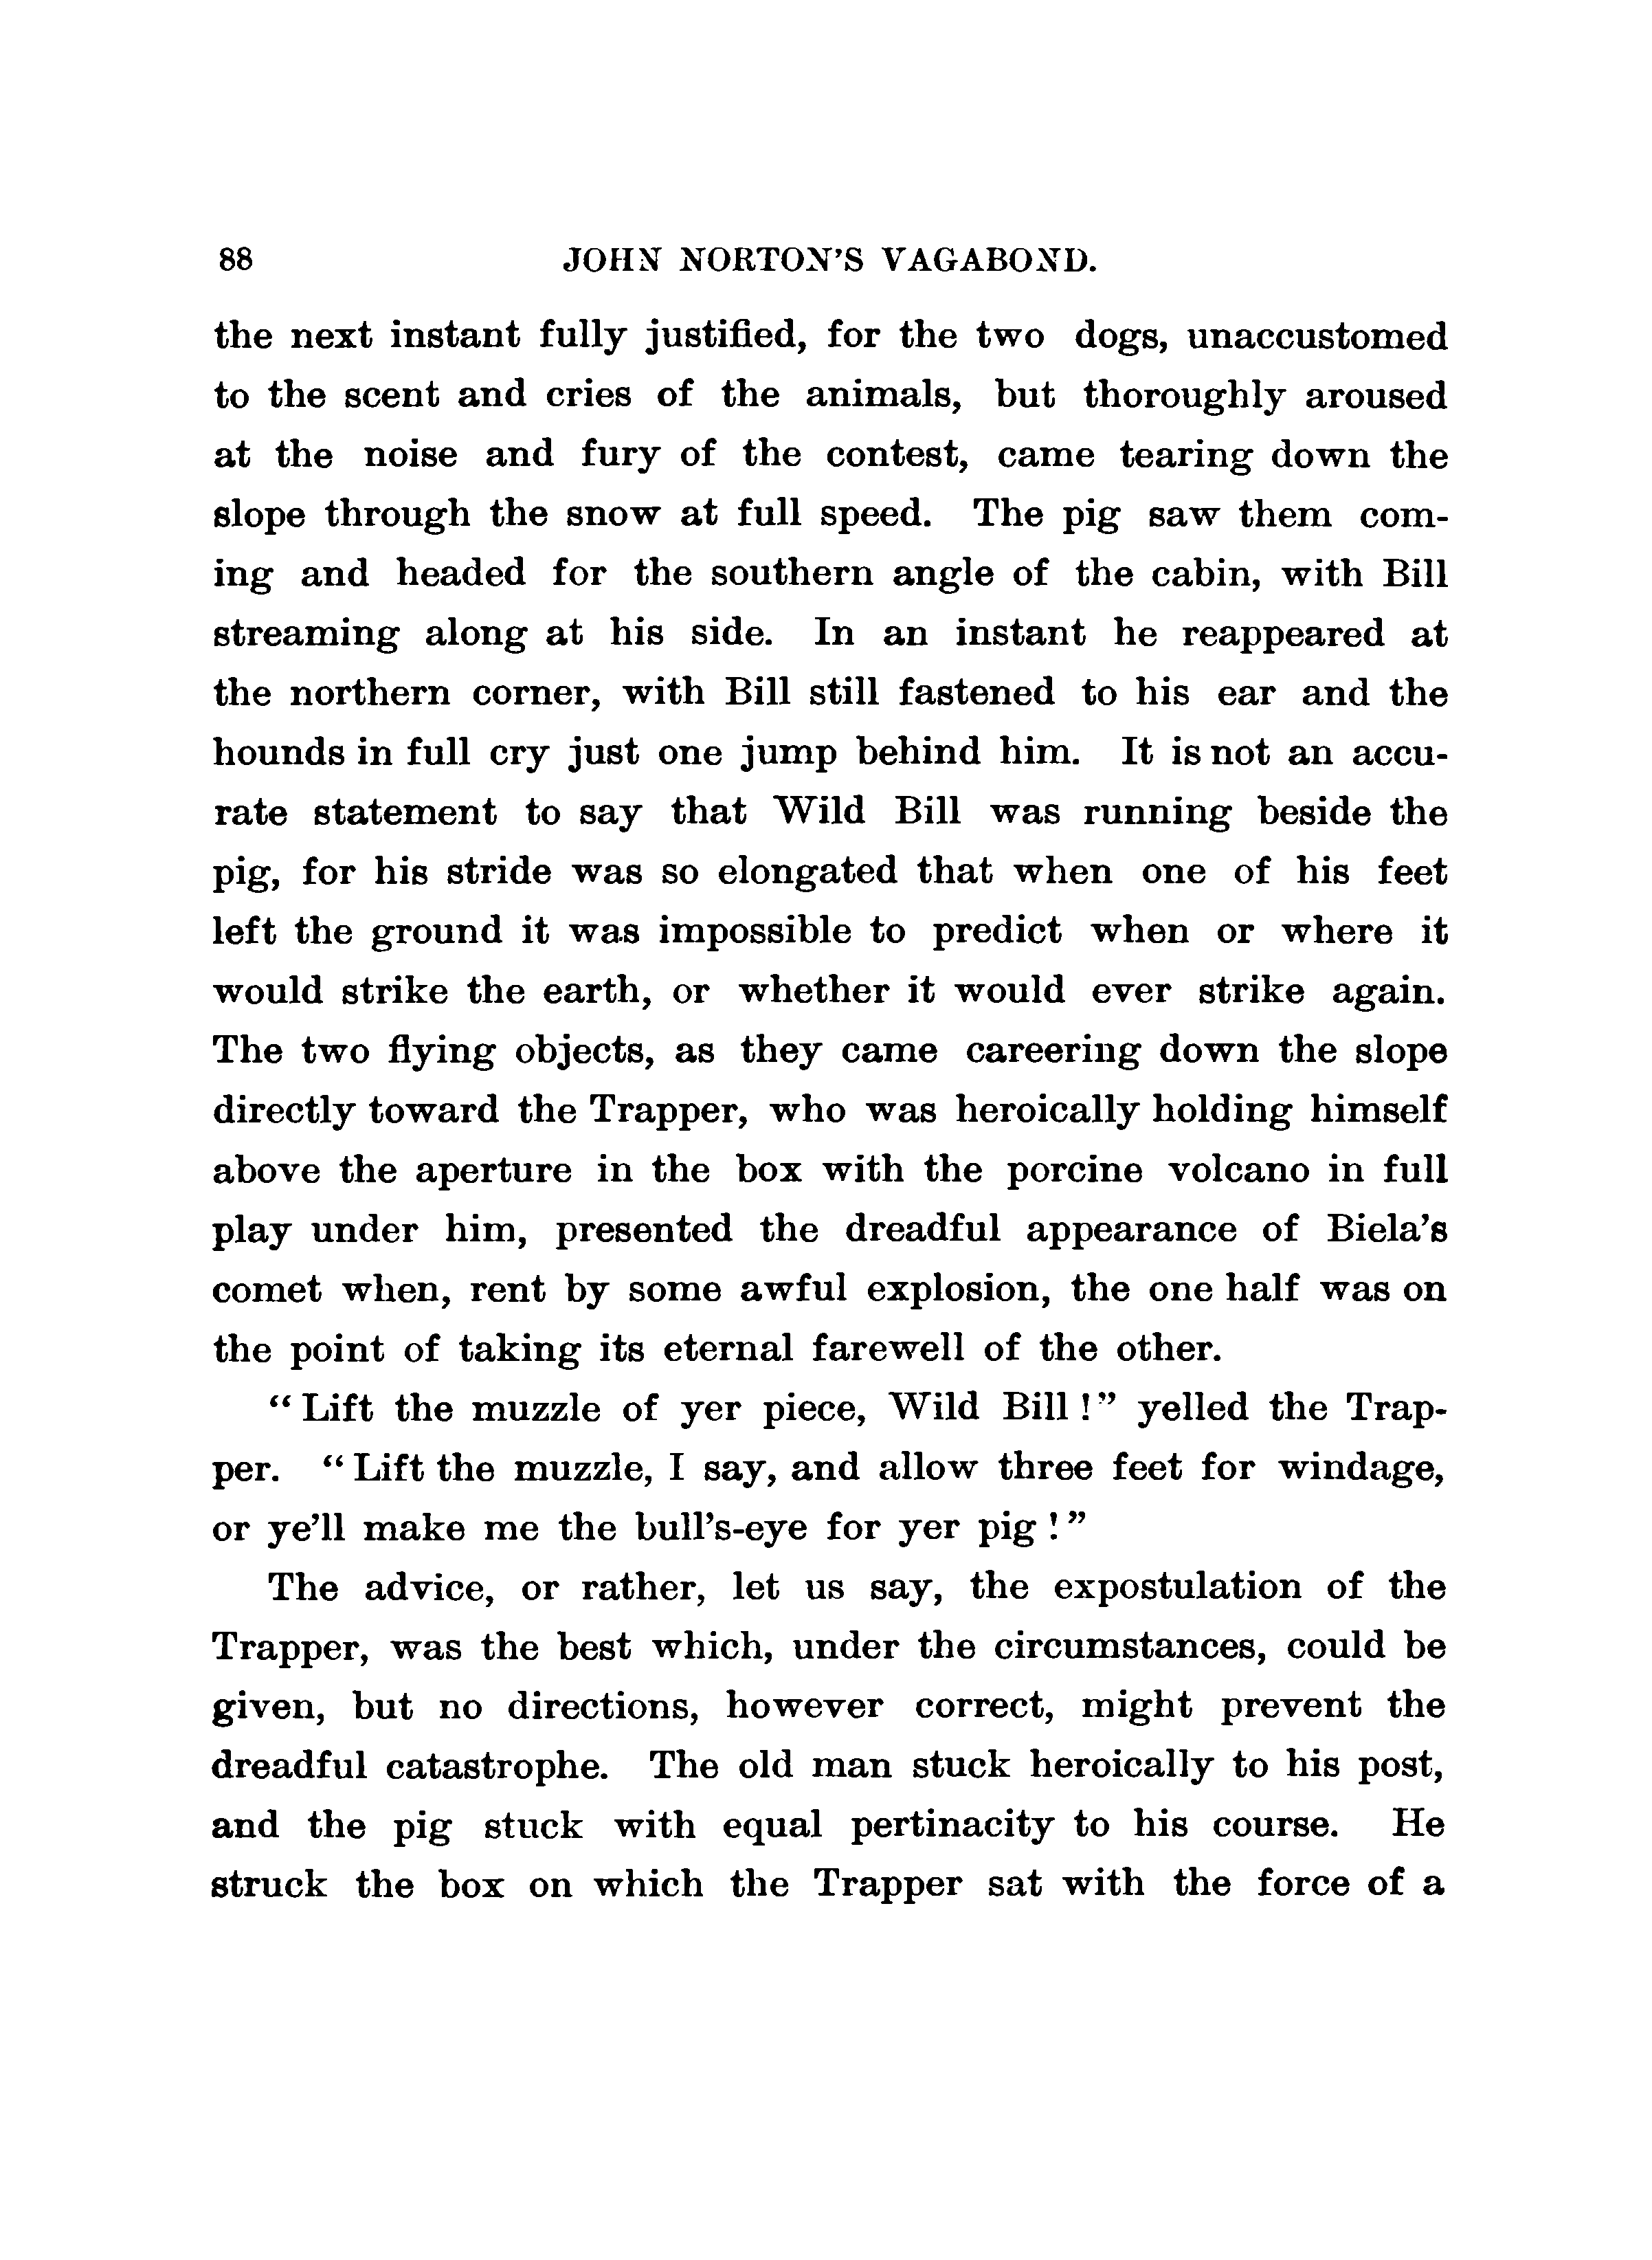 88 JOHN NORTON'S VAGABOND.
the next instant fully justified, for the two dogs, unaccustomed
to the scent and cries of the animals, but thoroughly aroused
at the noise and fury of the contest, came tearing down the
slope through the snow at full speed. The pig saw them com-
ing and headed for the southern angle of the cabin, with Bill
streaming along at his side. In an instant he reappeared at
the northern corner, with Bill still fastened to his ear and the
hounds in full cry just one jump behind him. It is not an accu-
rate statement to say that Wild Bill was running beside the
pig, for his stride was so elongated that when one of his feet
left the ground it was impossible to predict when or where it
would strike the earth, or whether it would ever strike again.
The two flying objects, as they came careering down the slope
directly toward the Trapper, who was heroically holding himself
above the aperture in the box with the porcine volcano in full
play under him, presented the dreadful appearance of Biela's
comet when, rent by some awful explosion, the one half was on
the point of taking its eternal farewell of the other.
“Lift the muzzle of yer piece, Wild Bill!” yelled the Trap-
per. “Lift the muzzle, I say, and allow three feet for windage,
or ye'll make me the bull's-eye for yer pig!”
The advice, or rather, let us say, the expostulation of the
Trapper, was the best which, under the circumstances, could be
given, but no directions, however correct, might prevent the
dreadful catastrophe. The old man stuck heroically to his post,
and the pig stuck with equal pertinacity to his course. He
struck the box on which the Trapper sat with the force of a